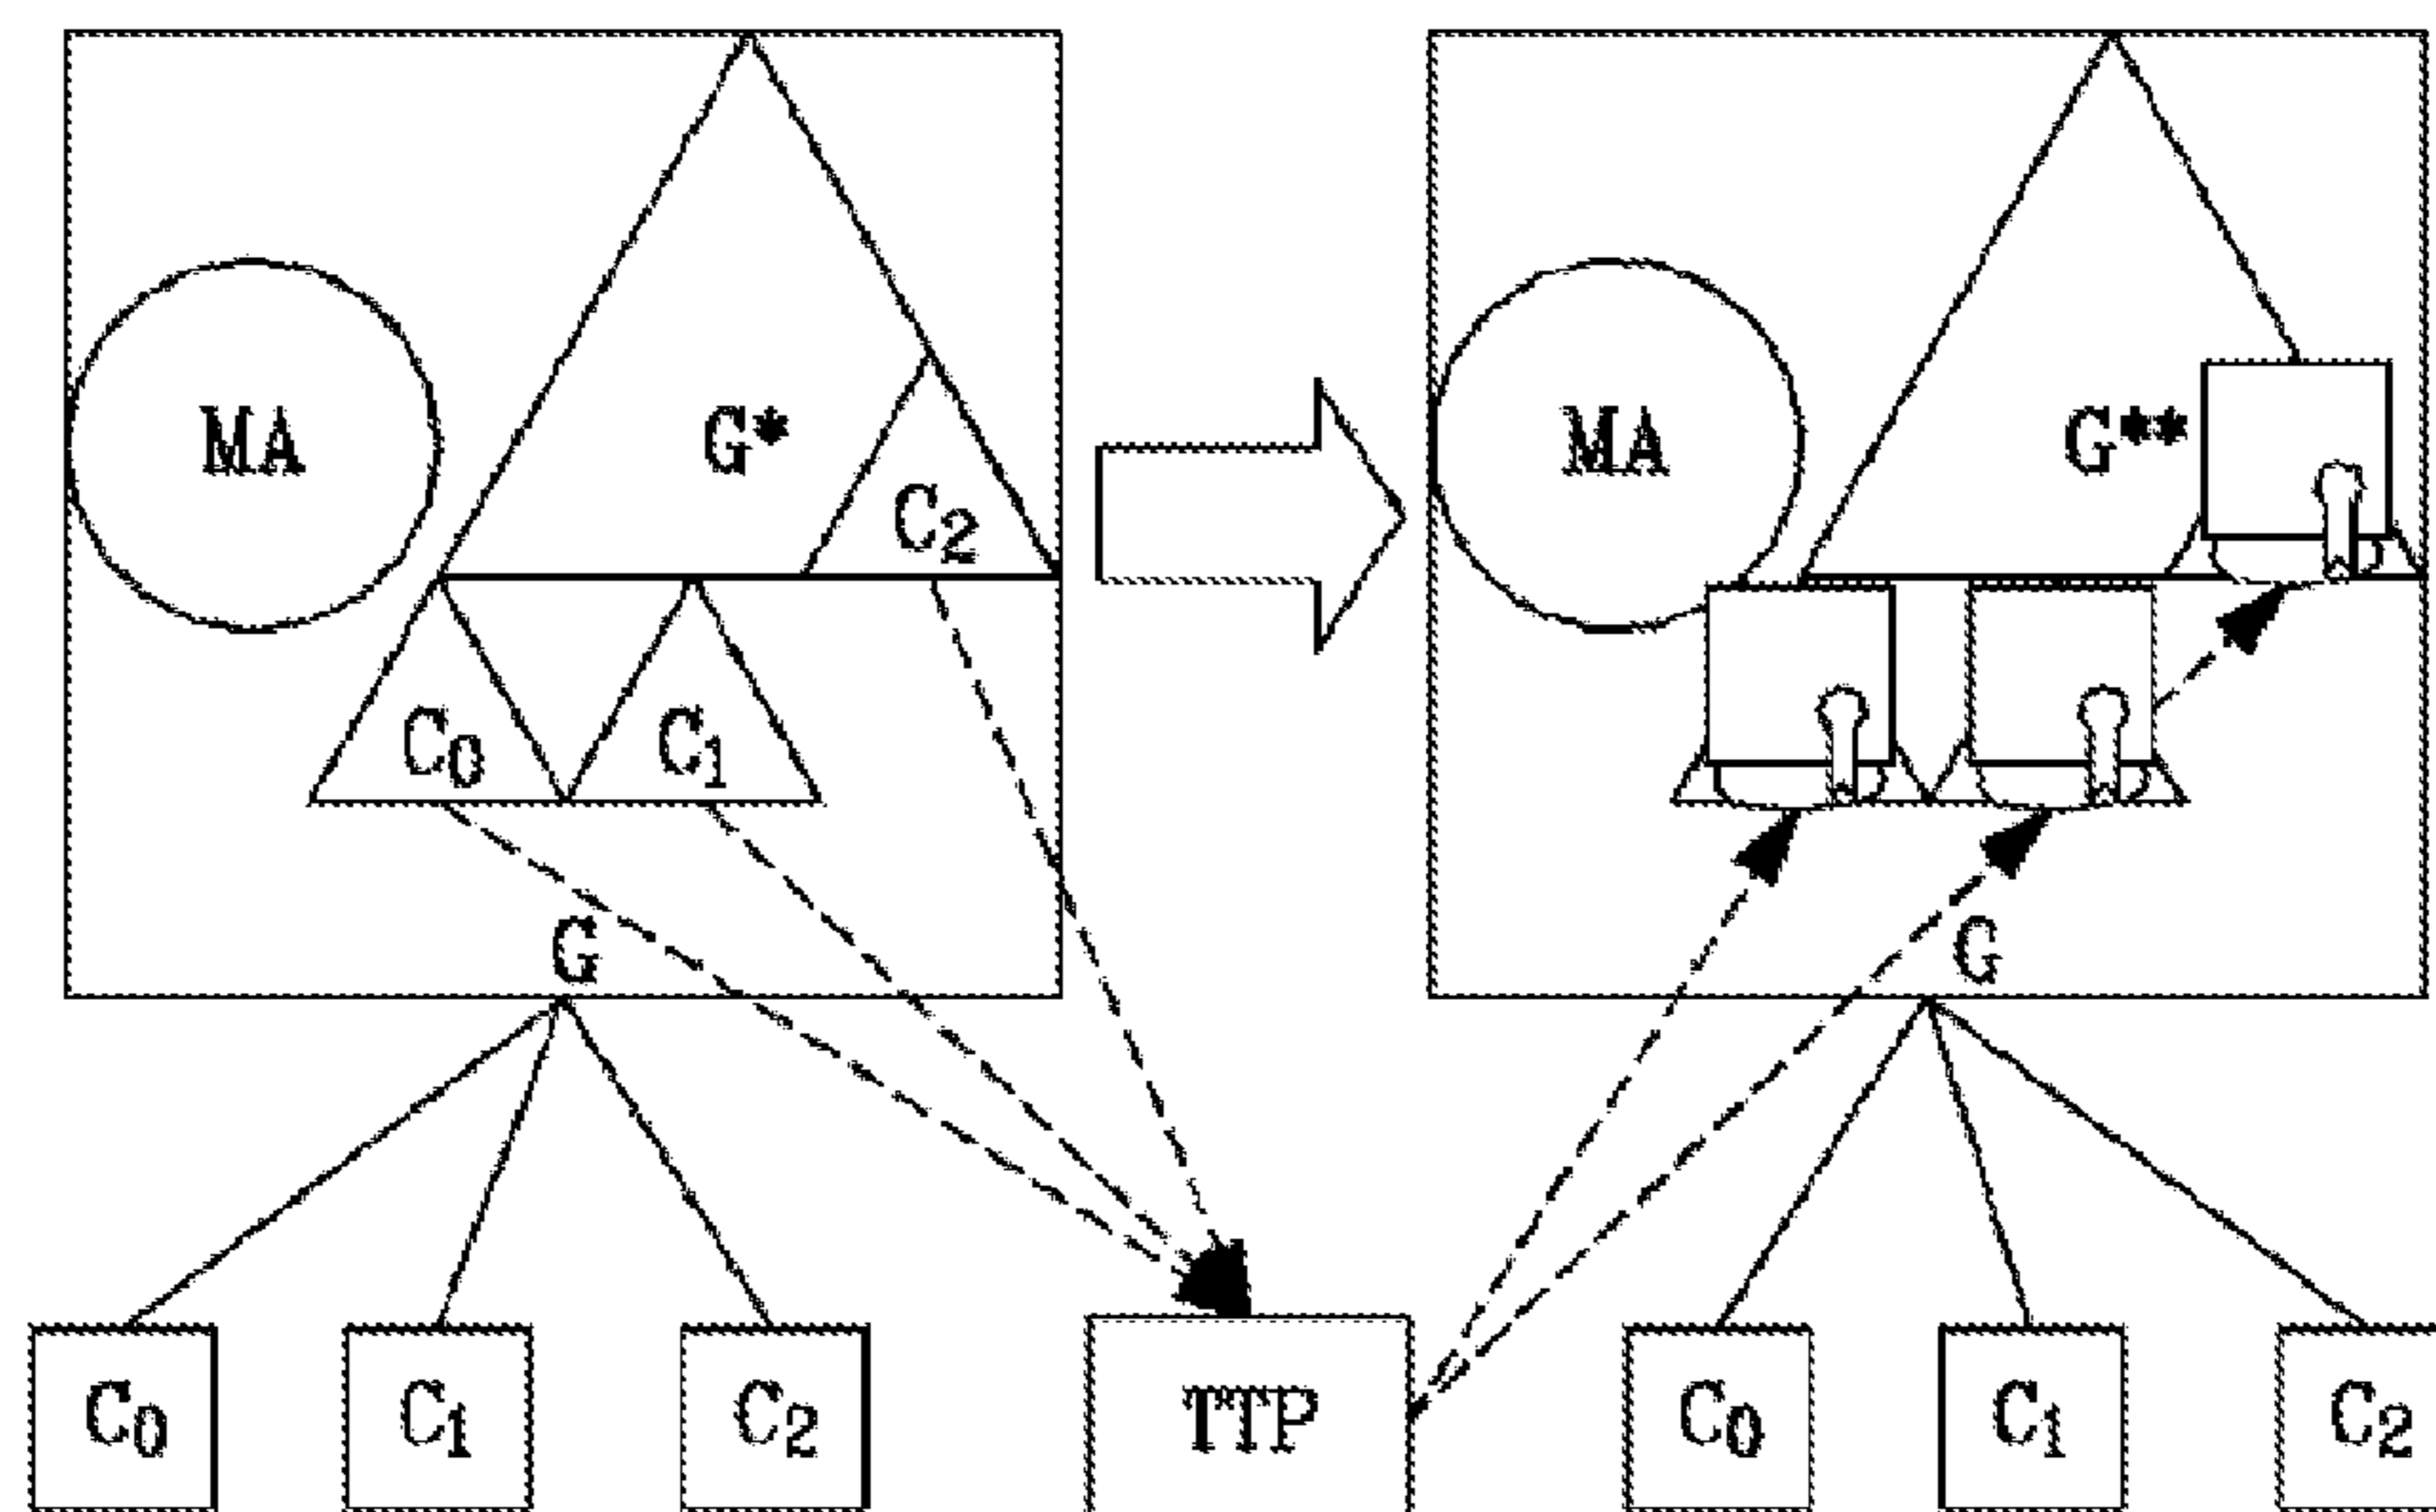 MA G* C₂ MA G**
C₀ C₁
G G
C₀ C₁ C₂ TTP C₀ C₁ C₂